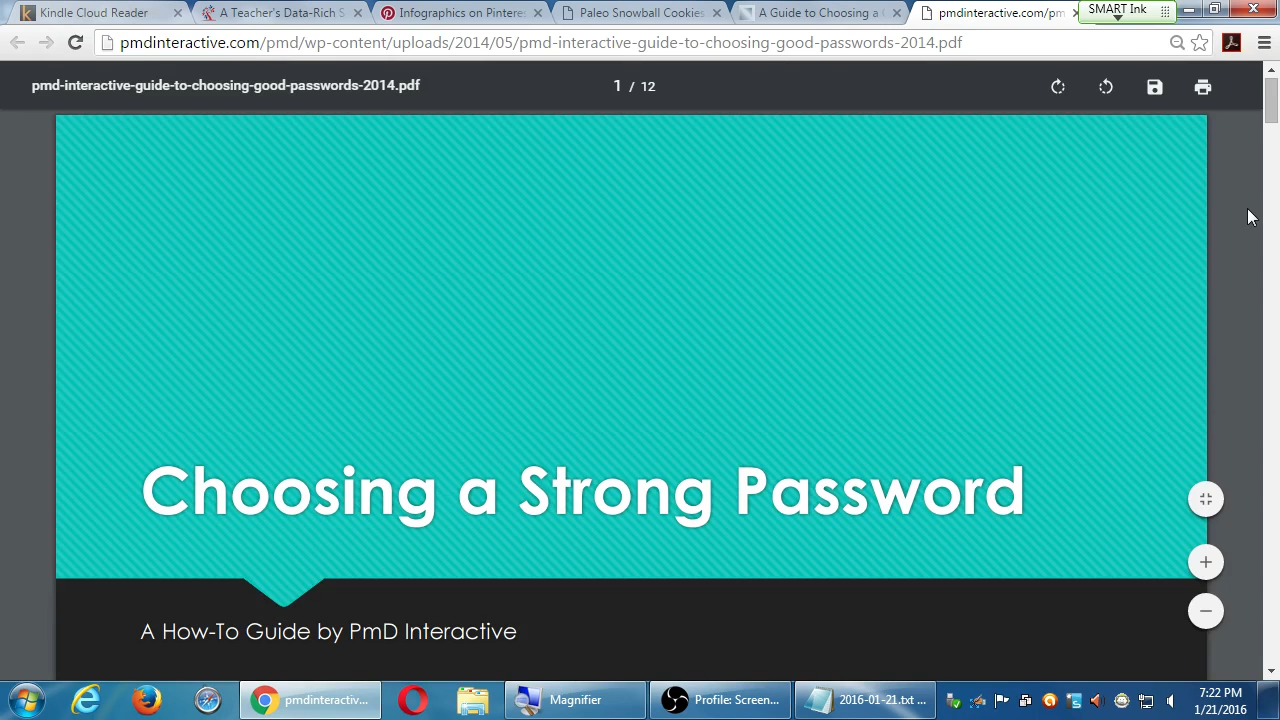 Kindle Cloud Reader
A Teacher's Data-Rich S
Infographics on Pinteres
Paleo Snowball Cookies
A Guide to Choosing a
pmdinteractive.com/pm
SMART Ink
pmdinteractive.com/pmd/wp-content/uploads/2014/05/pmd-interactive-guide-to-choosing-good-passwords-2014.pdf
pmd-interactive-guide-to-choosing-good-passwords-2014.pdf
1 / 12
Choosing a Strong Password
A How-To Guide by PmD Interactive
pmdinteractiv...
Magnifier
Profile: Screen...
2016-01-21.txt ...
7:22 PM
1/21/2016